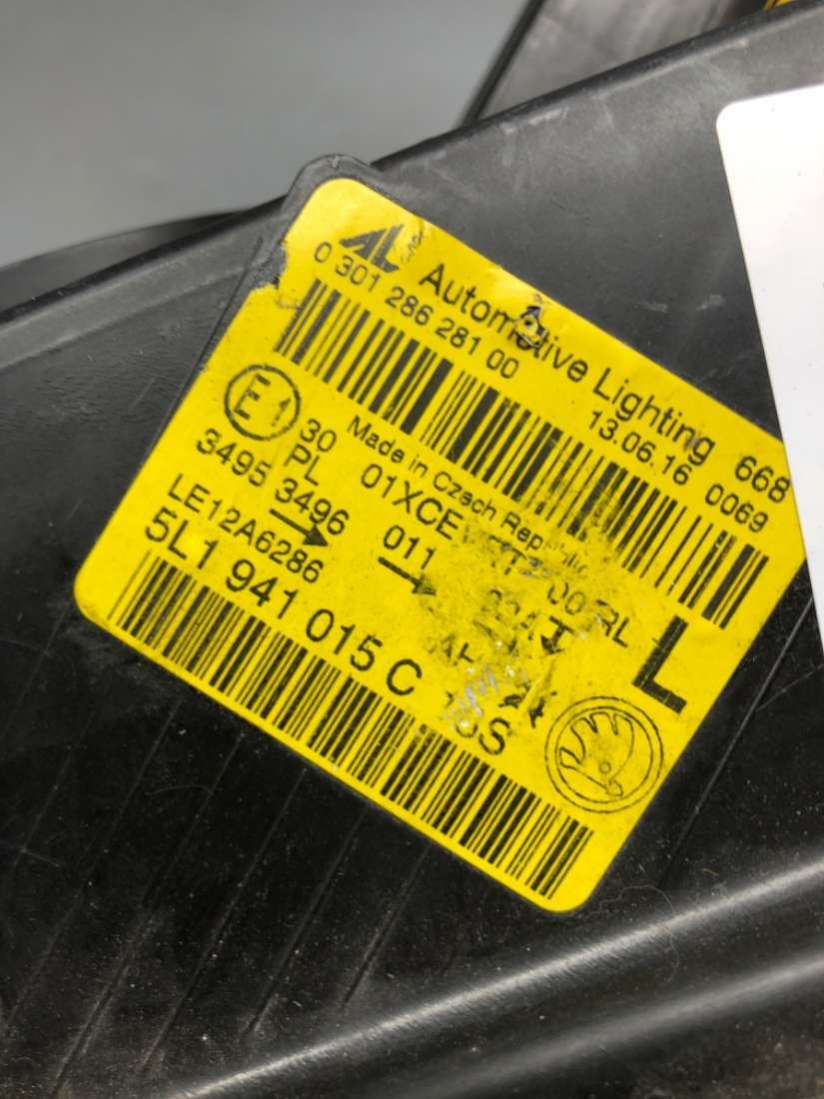 AL Automotive Lighting 668
0 301 286 281 00 13.06.16 0069
Made in Czech Republic
E1 30 01XCE RL
PL 011 L
3495 3496
LE12A6286
5L1 941 015 C